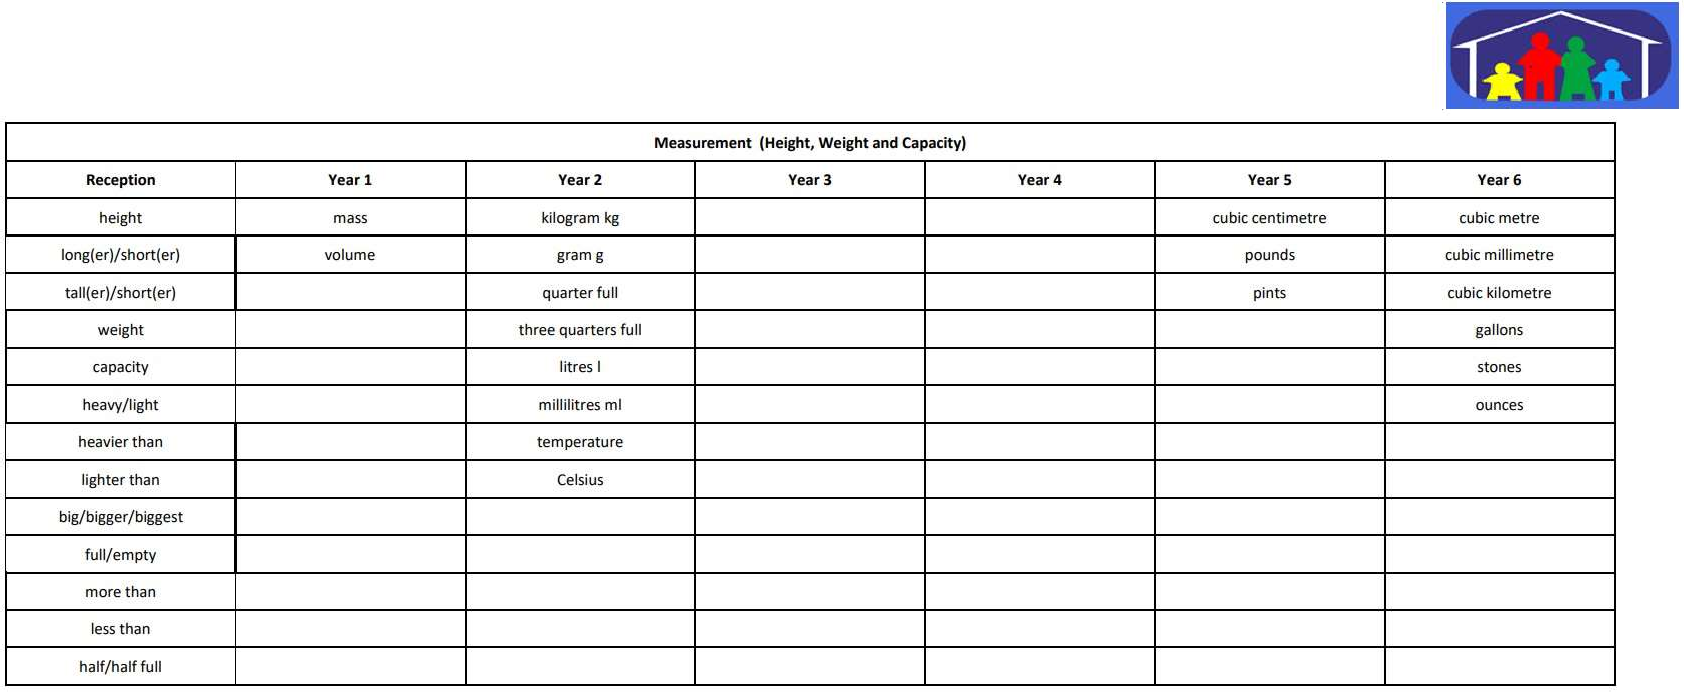 Measurement (Height, Weight and Capacity)
Reception Year 1 Year 2 Year 3 Year 4 Year 5 Year 6
height mass kilogram kg cubic centimetre cubic metre
long(er)/short(er) volume gram g pounds cubic millimetre
tall(er)/short(er) quarter full pints cubic kilometre
weight three quarters full gallons
capacity litres l stones
heavy/light millilitres ml ounces
heavier than temperature
lighter than Celsius
big/bigger/biggest
full/empty
more than
less than
half/half full